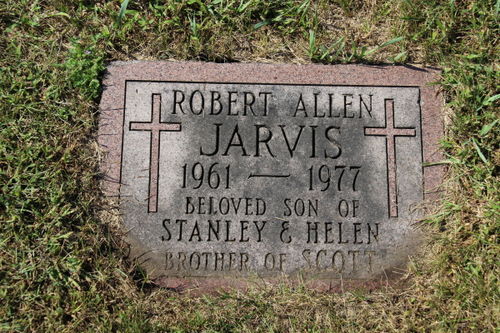 ROBERT ALLEN
JARVIS
1961 — 1977
BELOVED SON OF
STANLEY & HELEN
BROTHER OF SCOTT